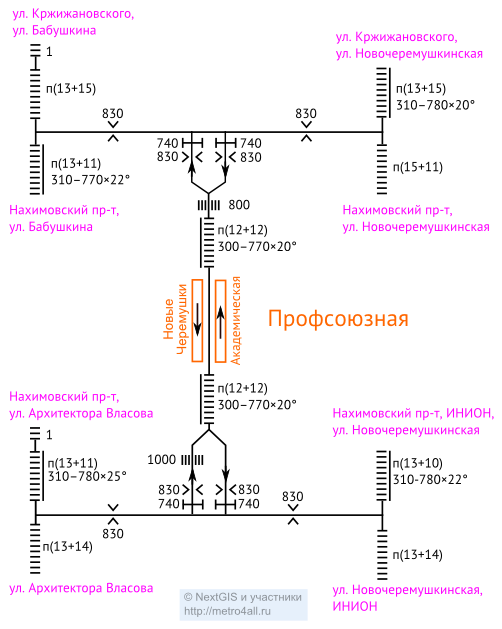 ул. Кржижановского,
ул. Бабушкина
1
п(13+15)
ул. Кржижановского,
ул. Новочеремушкинская
п(13+15)
310–780×20°
830
830
740
740
830
830
п(13+11)
310–770×22°
п(15+11)
Нахимовский пр-т,
ул. Бабушкина
800
Нахимовский пр-т,
ул. Новочеремушкинская
п(12+12)
300–770×20°
Новые
Черемушки
Академическая
Профсоюзная
п(12+12)
300–770×20°
Нахимовский пр-т,
ул. Архитектора Власова
Нахимовский пр-т, ИНИОН,
ул. Новочеремушкинская
1
п(13+11)
310–780×25°
1000
п(13+10)
310-780×22°
830
830
830
740
740
830
п(13+14)
п(13+14)
ул. Архитектора Власова
ул. Новочеремушкинская,
ИНИОН
© NextGIS и участники
http://metro4all.ru